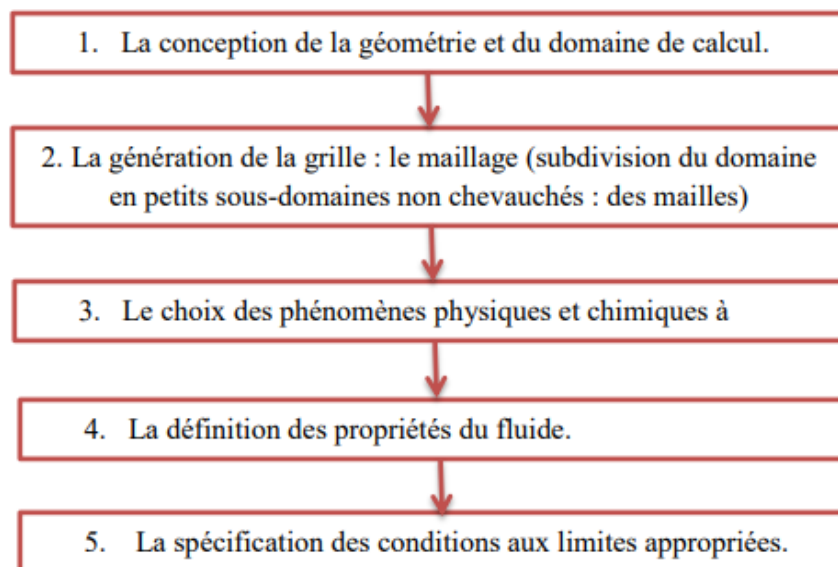 1. La conception de la géométrie et du domaine de calcul.
2. La génération de la grille : le maillage (subdivision du domaine
en petits sous-domaines non chevauchés : des mailles)
3. Le choix des phénomènes physiques et chimiques à
4. La définition des propriétés du fluide.
5. La spécification des conditions aux limites appropriées.